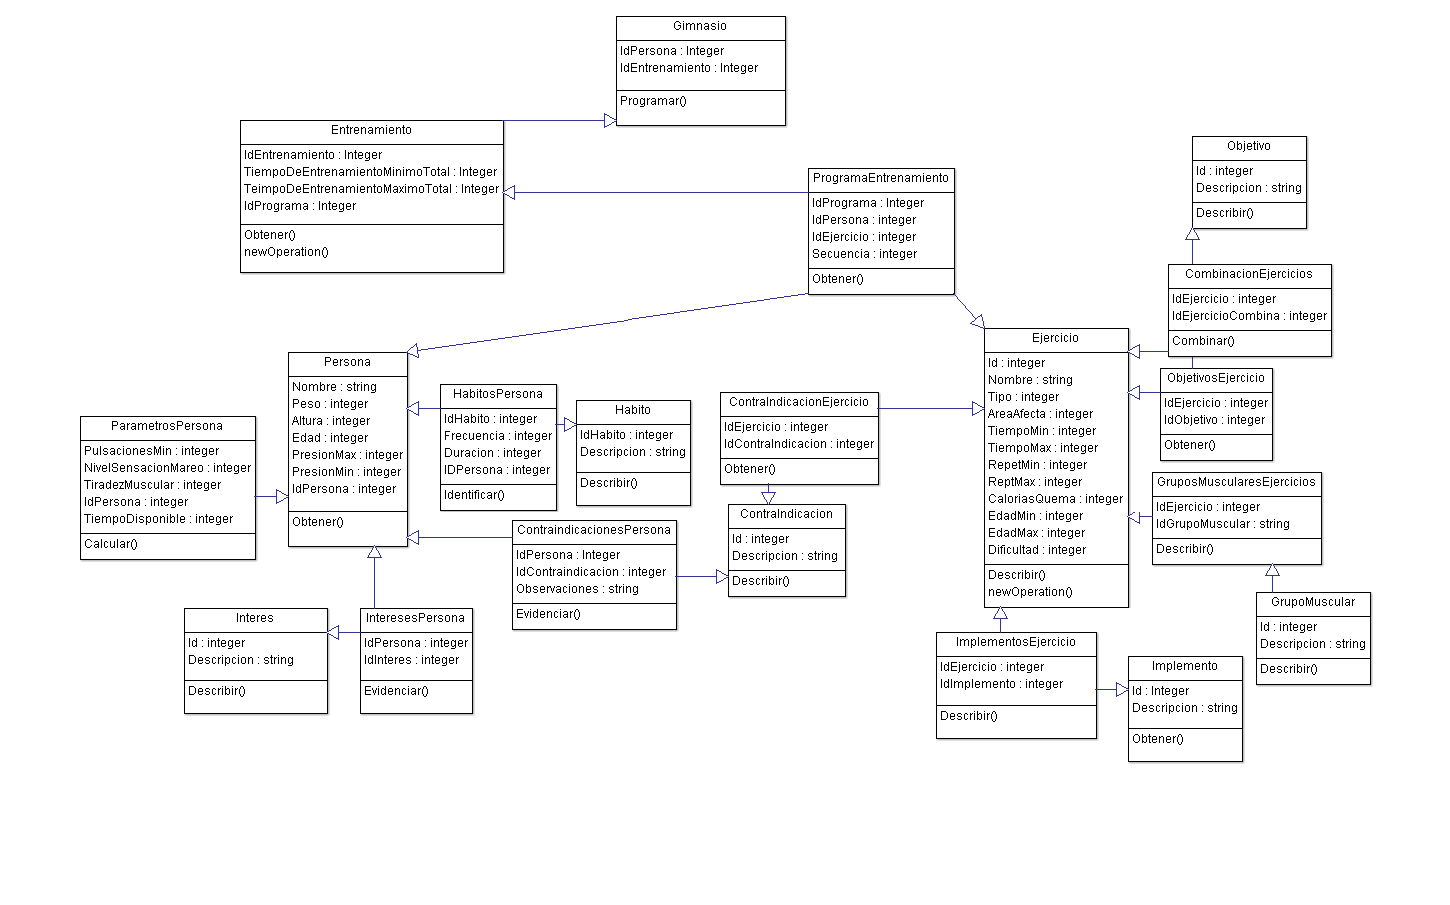 Gimnasio
IdPersona : Integer
IdEntrenamiento : Integer
Programar()
Entrenamiento
IdEntrenamiento : Integer
TiempoDeEntrenamientoMinimoTotal : Integer
TeimpoDeEntrenamientoMaximoTotal : Integer
IdPrograma : Integer
Obtener()
newOperation()
ProgramaEntrenamiento
IdPrograma : Integer
IdPersona : integer
IdEjercicio : integer
Secuencia : integer
Obtener()
Objetivo
Id : integer
Descripcion : string
Describir()
CombinacionEjercicios
IdEjercicio : integer
IdEjercicioCombina : integer
Combinar()
Persona
Nombre : string
Peso : integer
Altura : integer
Edad : integer
PresionMax : integer
PresionMin : integer
IdPersona : integer
Obtener()
Ejercicio
Id : integer
Nombre : string
Tipo : integer
AreaAfecta : integer
TiempoMin : integer
TiempoMax : integer
RepetMin : integer
ReptMax : integer
CaloriasQuema : integer
EdadMin : integer
EdadMax : integer
Dificultad : integer
Describir()
newOperation()
ObjetivosEjercicio
IdEjercicio : integer
IdObjetivo : integer
Obtener()
ParametrosPersona
PulsacionesMin : integer
NivelSensacionMareo : integer
TiradezMuscular : integer
IdPersona : integer
TiempoDisponible : integer
Calcular()
HabitosPersona
IdHabito : integer
Frecuencia : integer
Duracion : integer
IDPersona : integer
Identificar()
Habito
IdHabito : integer
Descripcion : string
Describir()
ContraIndicacionEjercicio
IdEjercicio : integer
IdContraIndicacion : integer
Obtener()
GruposMuscularesEjercicios
IdEjercicio : integer
IdGrupoMuscular : string
Describir()
ContraindicacionesPersona
IdPersona : Integer
IdContraindicacion : integer
Observaciones : string
Evidenciar()
ContraIndicacion
Id : integer
Descripcion : string
Describir()
GrupoMuscular
Id : integer
Descripcion : string
Describir()
Interes
Id : integer
Descripcion : string
Describir()
InteresesPersona
IdPersona : integer
IdInteres : integer
Evidenciar()
ImplementosEjercicio
IdEjercicio : integer
IdImplemento : integer
Describir()
Implemento
Id : Integer
Descripcion : string
Obtener()